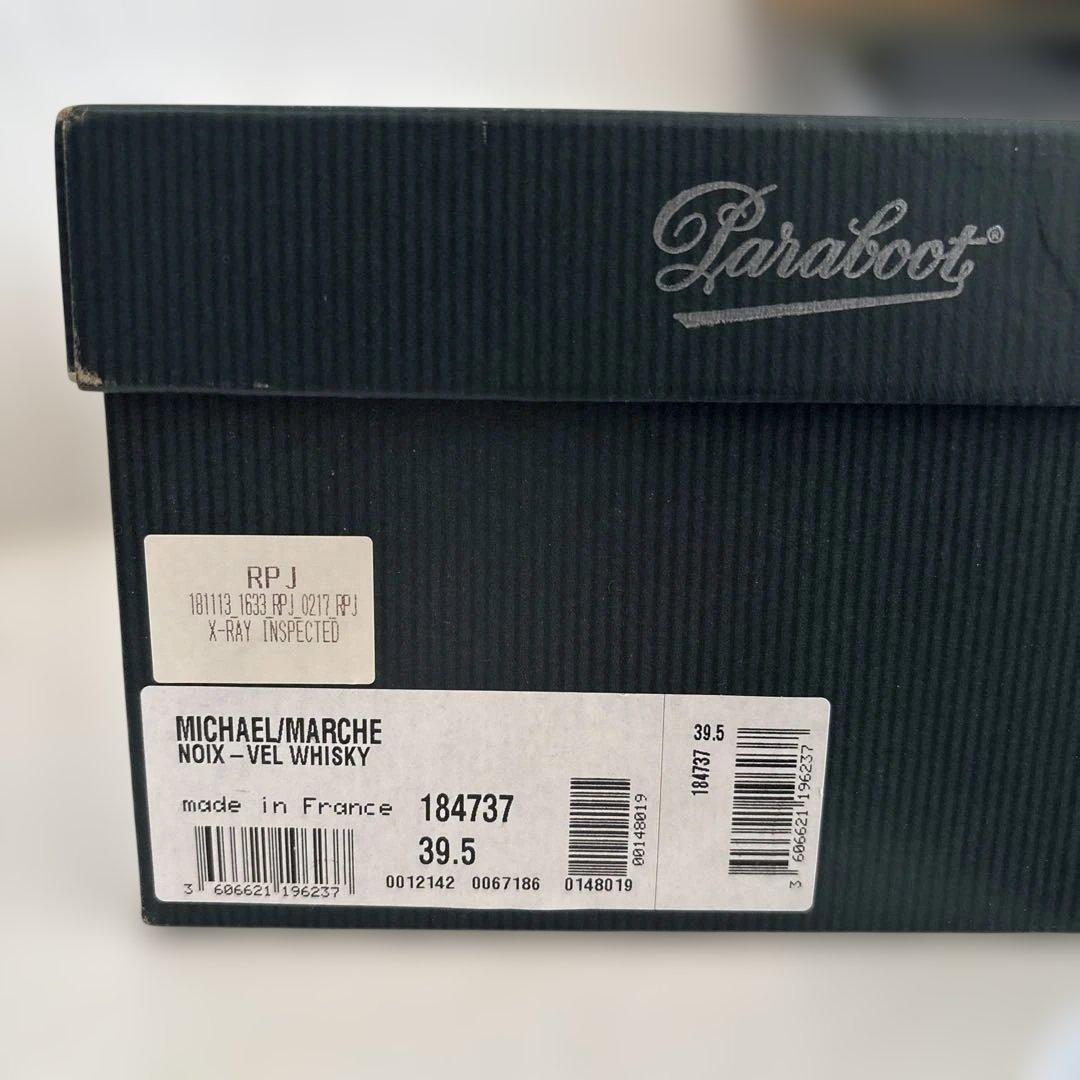 Paraboot®
RPJ
181113_1633_RPJ_0217_RPJ
X-RAY INSPECTED
MICHAEL/MARCHE
NOIX – VEL WHISKY
made in France 184737
39.5
3 606621 196237
0012142 0067186 0148019
00148019
39.5
184737
3 606621 196237